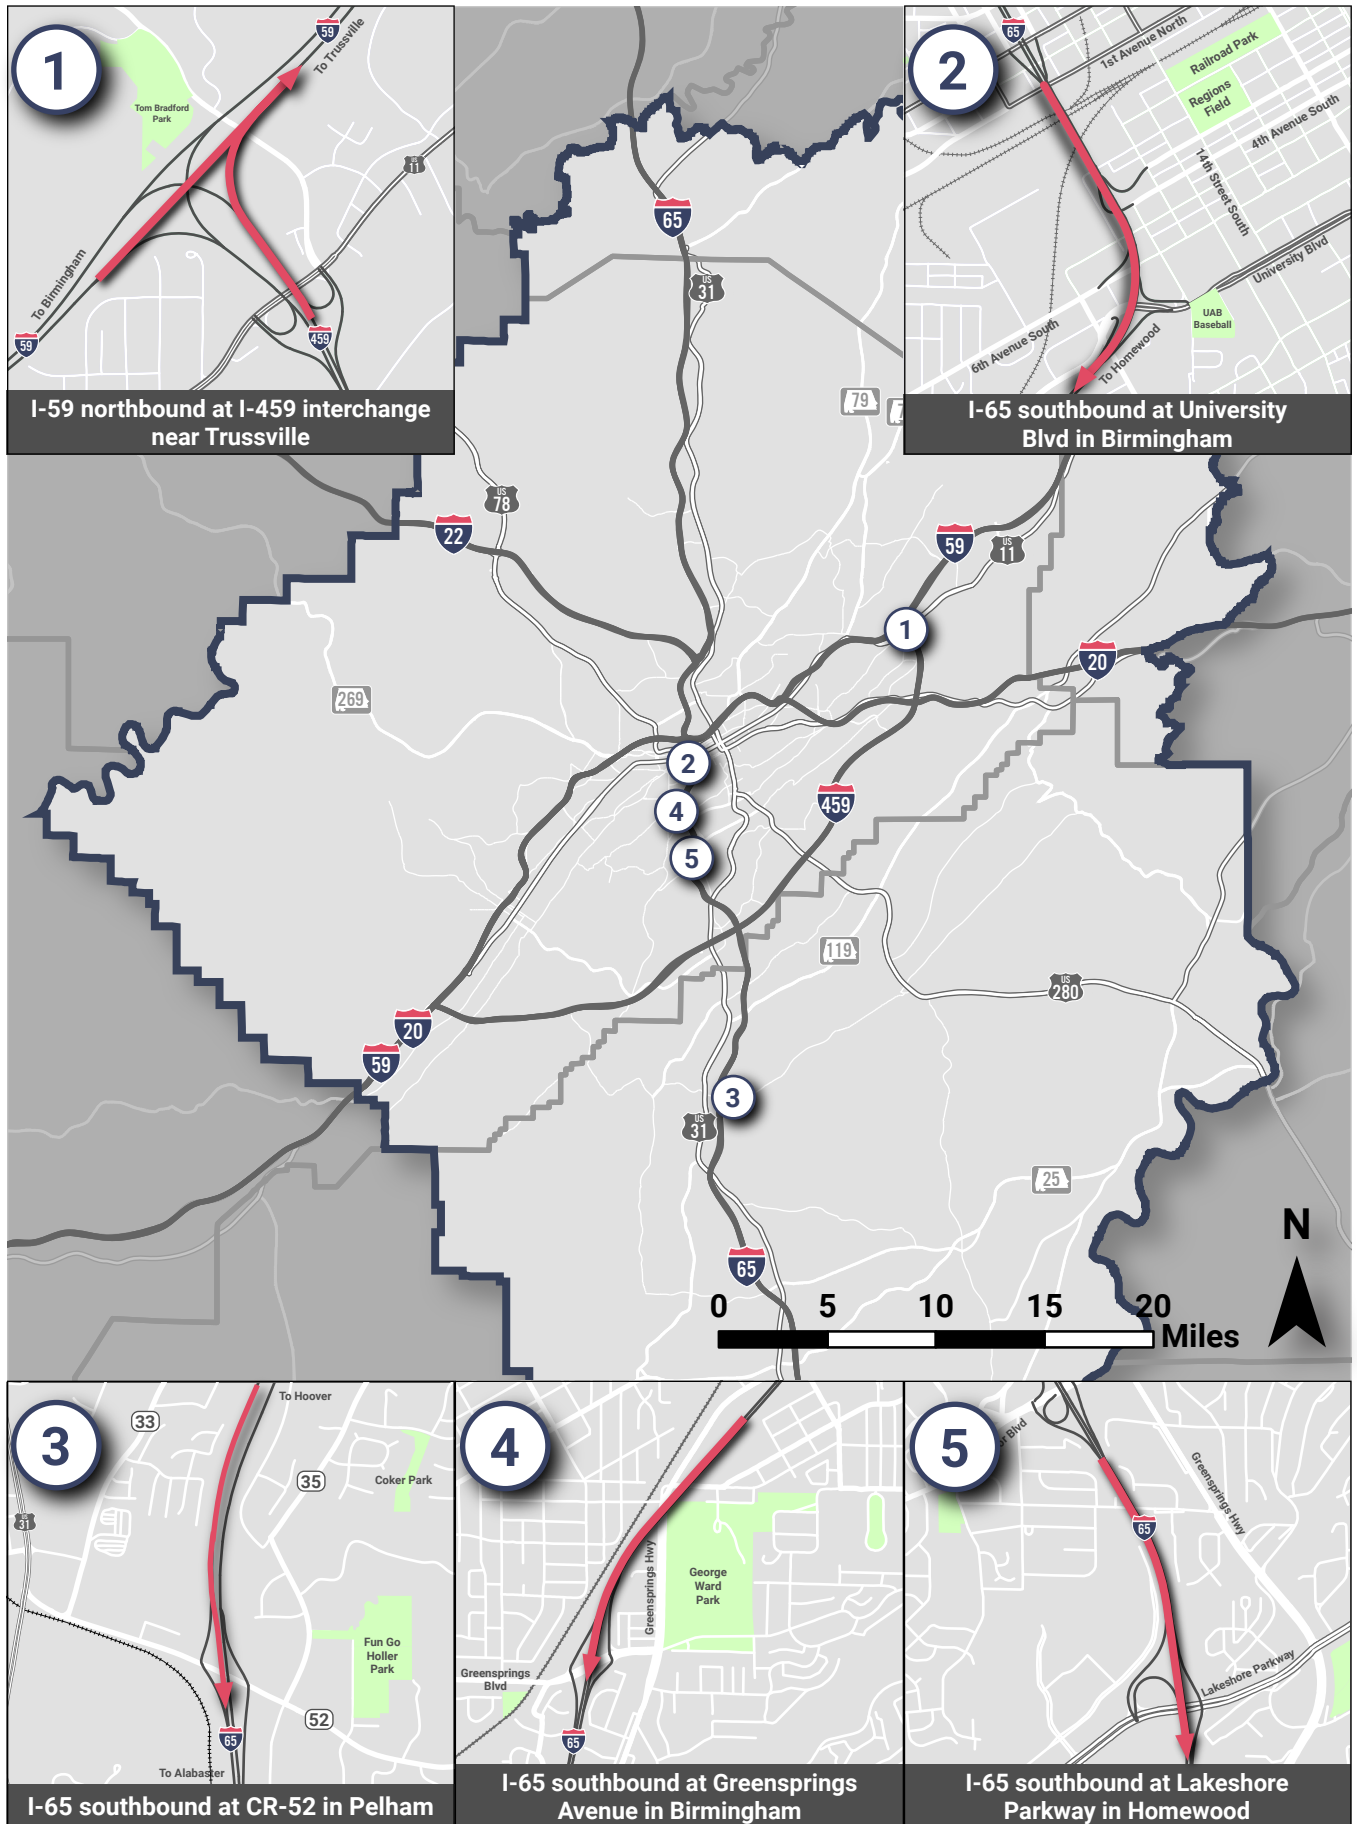 1
59
To Trussville
Tom Bradford
Park
US
11
To Birmingham
59
459
I-59 northbound at I-459 interchange
near Trussville
2
65
1st Avenue North
Railroad Park
Regions
Field
4th Avenue South
14th Street South
University Blvd
UAB
Baseball
6th Avenue South
To Homewood
I-65 southbound at University
Blvd in Birmingham
65
US
31
79
US
78
22
59
US
11
1
20
269
2
4
459
5
119
US
280
20
59
3
US
31
25
65
N
0 5 10 15 20
Miles
3
To Hoover
33
35
Coker Park
US
31
Fun Go
Holler
Park
52
65
To Alabaster
I-65 southbound at CR-52 in Pelham
4
Greensprings Hwy
George
Ward
Park
Greensprings
Blvd
65
I-65 southbound at Greensprings
Avenue in Birmingham
5
Blvd
Greensprings Hwy
65
Lakeshore Parkway
I-65 southbound at Lakeshore
Parkway in Homewood